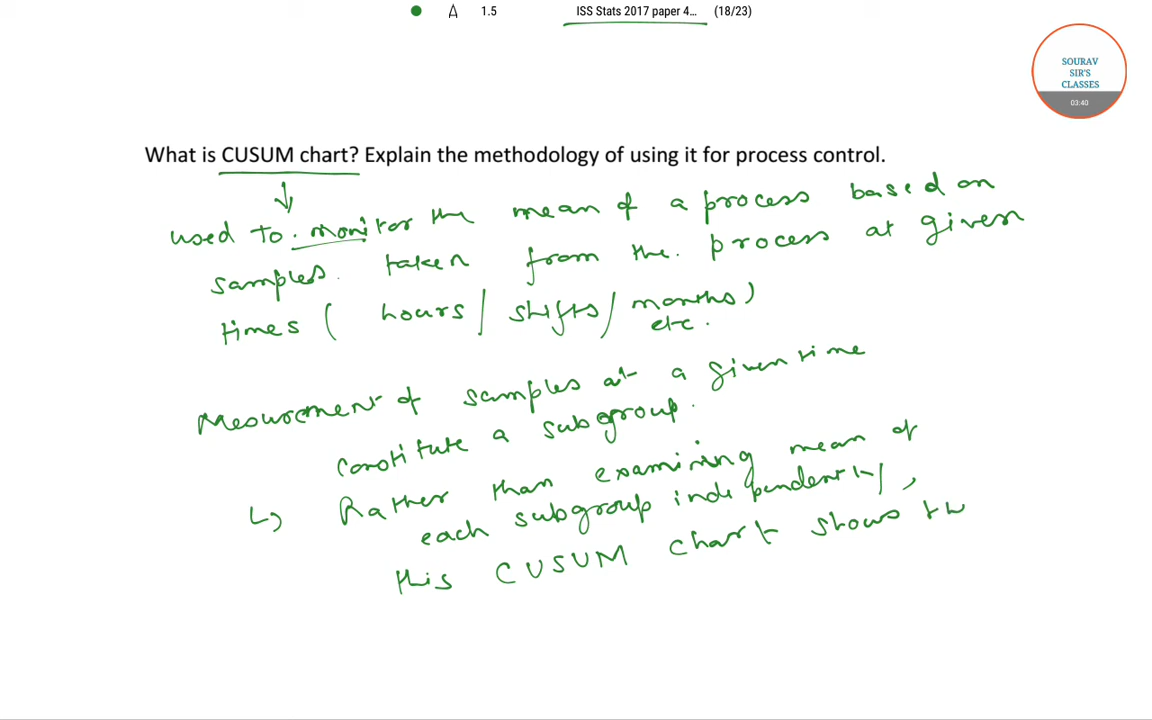 1.5 ISS Stats 2017 paper 4... (18/23)
SOURAV
SIR'S
CLASSES
03:40
What is CUSUM chart? Explain the methodology of using it for process control.
used to monitor the mean of a process based on
samples taken from the process at given
times ( hours / shifts / months )
etc.
Measurement of samples at a given time
constitute a subgroup.
Rather than examining mean of
each subgroup independently,
this CUSUM chart shows the